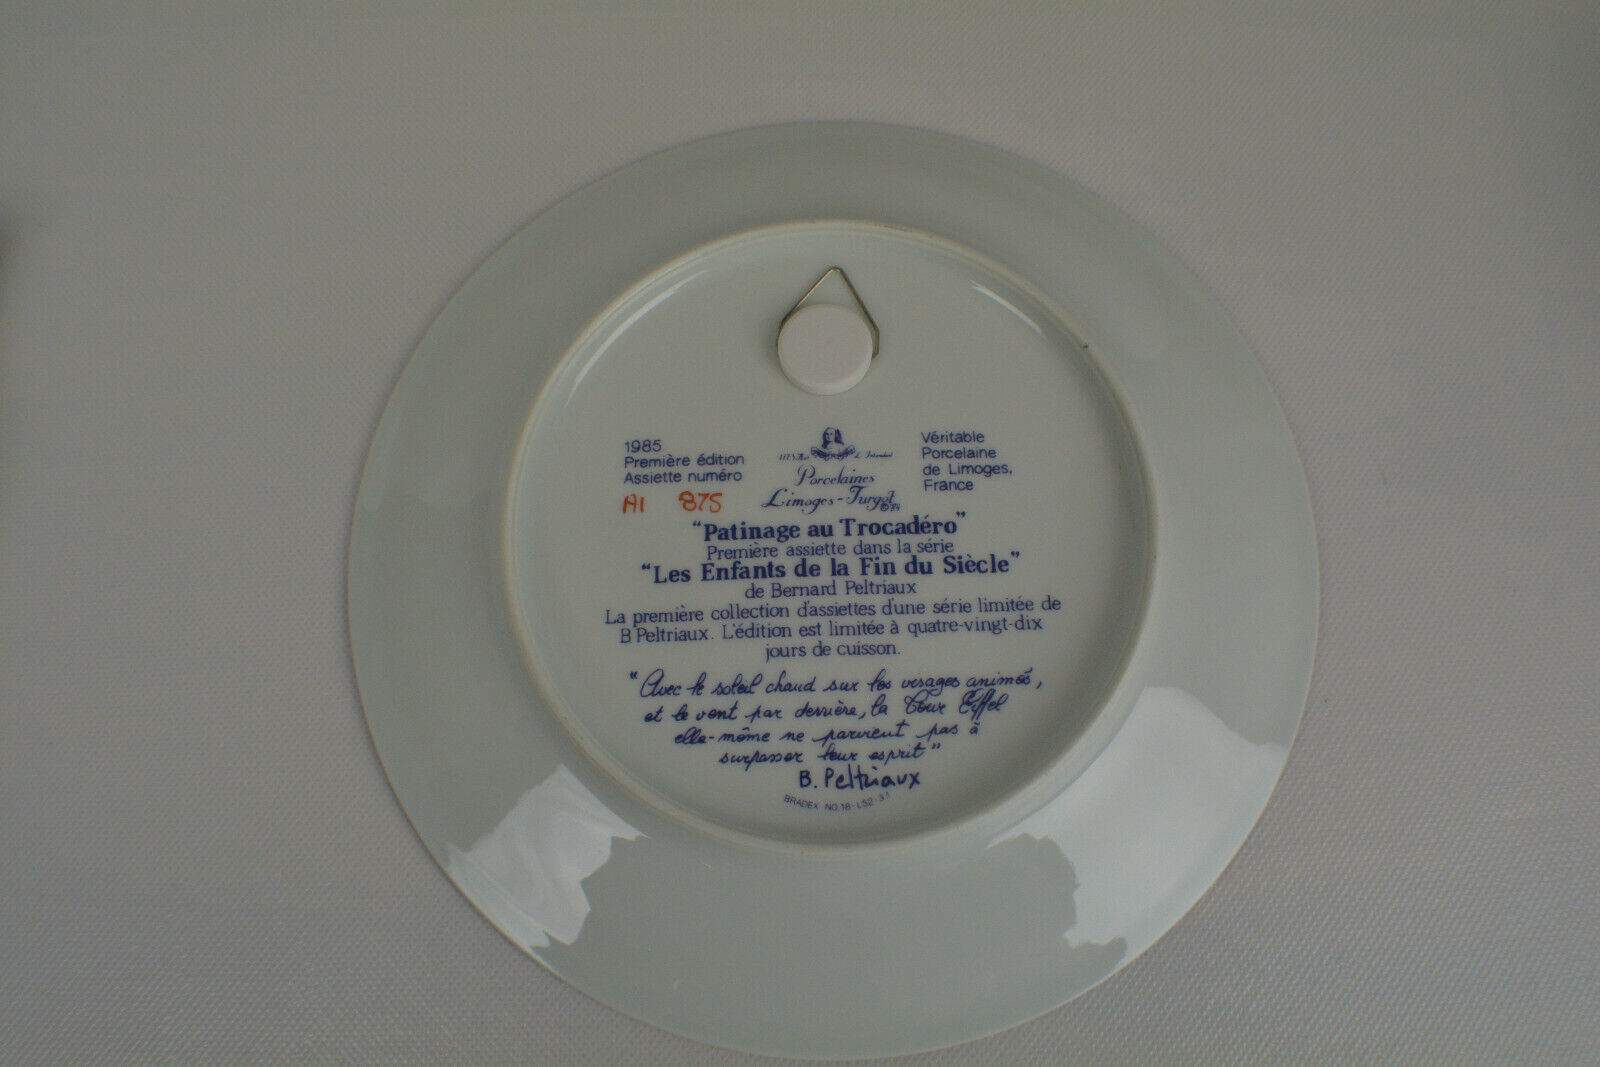 1985
Première édition
Assiette numéro
A1 875
Porcelaines
Limoges-Turgot
© 84
Véritable
Porcelaine
de Limoges,
France
"Patinage au Trocadéro"
Première assiette dans la série
"Les Enfants de la Fin du Siècle"
de Bernard Peltriaux
La première collection d'assiettes d'une série limitée de
B Peltriaux. L'édition est limitée à quatre-vingt-dix
jours de cuisson.
"Avec le soleil chaud sur les visages animés,
et le vent par derrière, la Tour Eiffel
elle-même ne parvient pas à
surpasser leur esprit"
B. Peltriaux
BRADEX NO. 18-L52-3.1